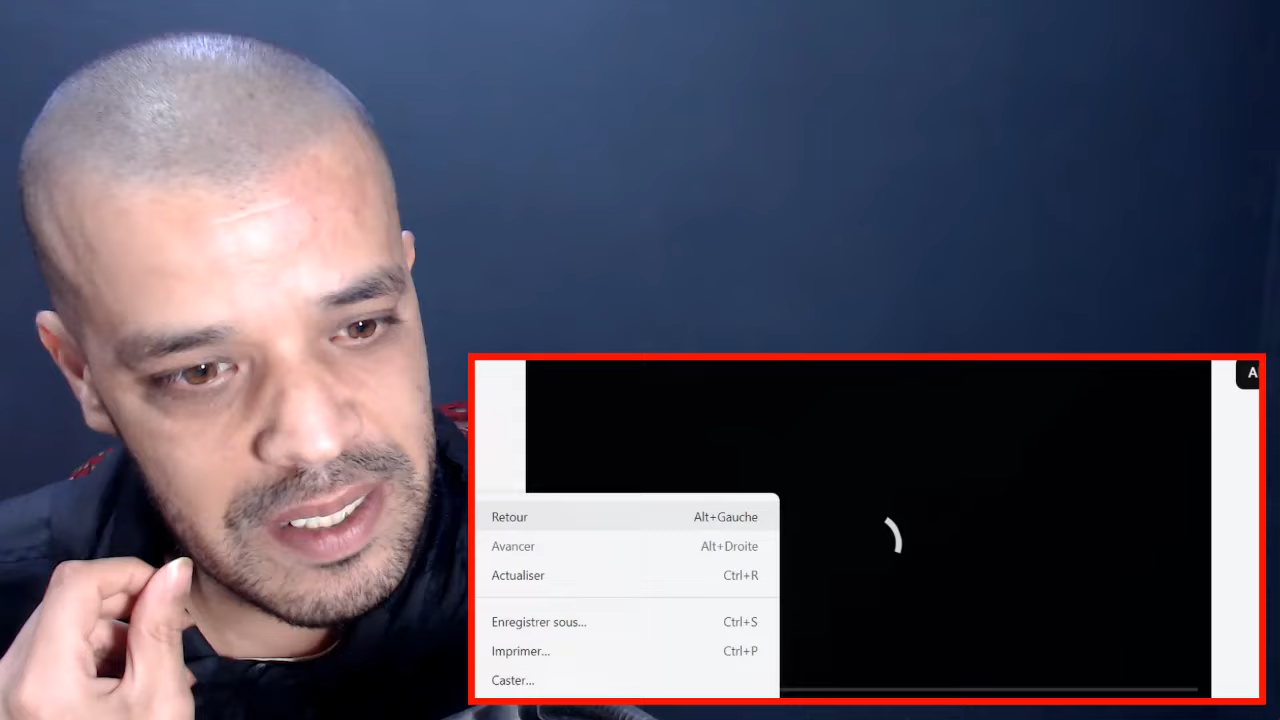 A
Retour Alt+Gauche
Avancer Alt+Droite
Actualiser Ctrl+R
Enregistrer sous... Ctrl+S
Imprimer... Ctrl+P
Caster...